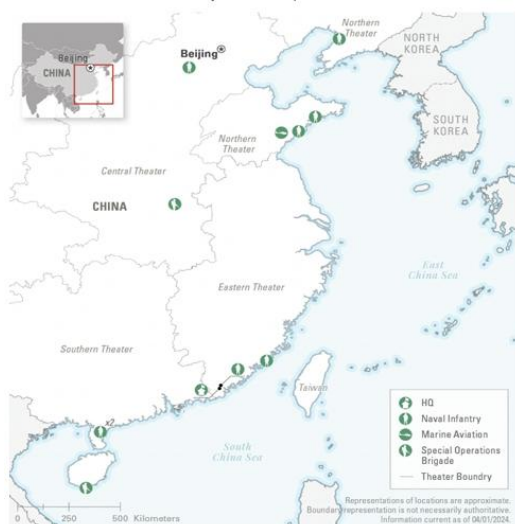 Northern
Theater
NORTH
KOREA
Beijing
Beijing
CHINA
SOUTH
KOREA
Northern
Theater
Central Theater
CHINA
East
China Sea
Eastern Theater
Southern Theater
Taiwan
x2
South
China Sea
HQ
Naval Infantry
Marine Aviation
Special Operations
Brigade
Theater Boundry
0 250 500 Kilometers
Representations of locations are approximate.
Boundary representation is not necessarily authoritative.
Information current as of 04/01/2024.